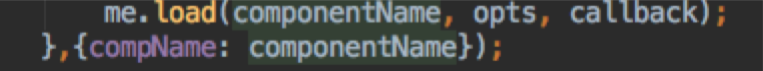 me.load(componentName, opts, callback);
},{compName: componentName});